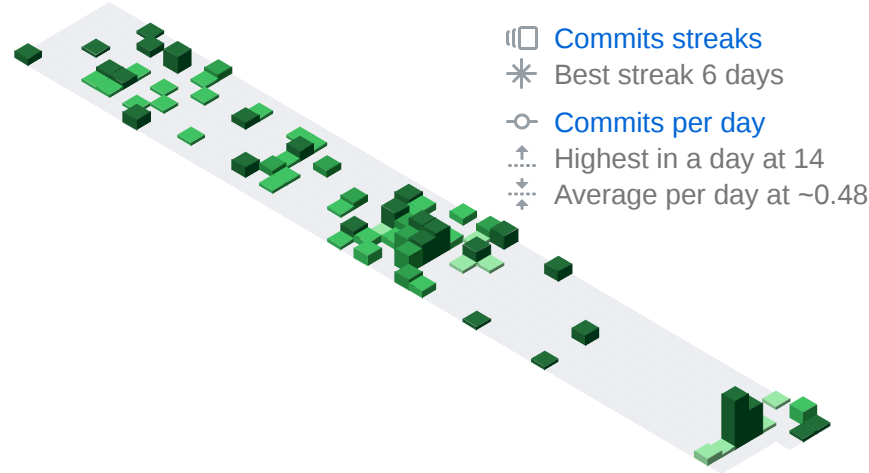 Commits streaks
Best streak 6 days
Commits per day
Highest in a day at 14
Average per day at ~0.48